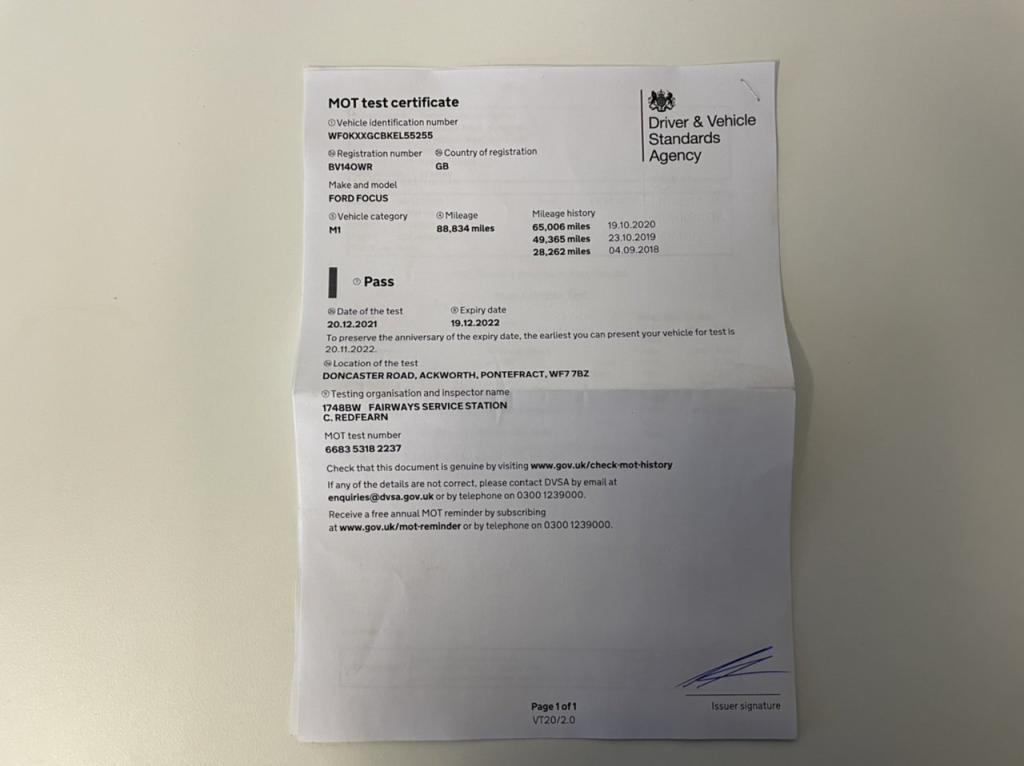 MOT test certificate
Driver & Vehicle
Standards
Agency
① Vehicle identification number
WF0KXXGCBKEL55255
Registration number Country of registration
BV14OWR GB
Make and model
FORD FOCUS
⑤ Vehicle category ④ Mileage Mileage history
M1 88,834 miles 65,006 miles 19.10.2020
49,365 miles 23.10.2019
28,262 miles 04.09.2018
⑦ Pass
Date of the test ⑧ Expiry date
20.12.2021 19.12.2022
To preserve the anniversary of the expiry date, the earliest you can present your vehicle for test is
20.11.2022.
Location of the test
DONCASTER ROAD, ACKWORTH, PONTEFRACT, WF7 7BZ
⑨ Testing organisation and inspector name
1748BW FAIRWAYS SERVICE STATION
C. REDFEARN
MOT test number
6683 5318 2237
Check that this document is genuine by visiting www.gov.uk/check-mot-history
If any of the details are not correct, please contact DVSA by email at
enquiries@dvsa.gov.uk or by telephone on 0300 1239000.
Receive a free annual MOT reminder by subscribing
at www.gov.uk/mot-reminder or by telephone on 0300 1239000.
Issuer signature
Page 1 of 1
VT20/2.0